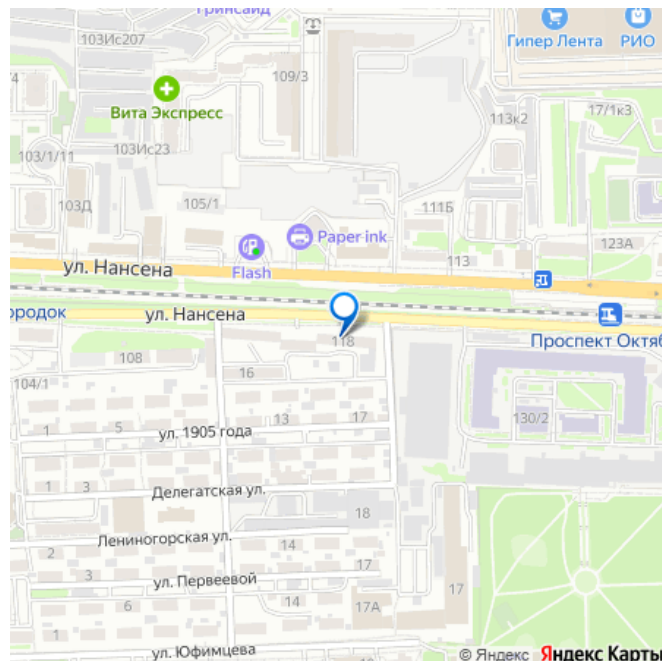 Гринсайд
103Ис207
Гипер Лента
РИО
109/3
Вита Экспресс
17/1к3
113к2
103Ис23
103/1/11
103Д
105/1
111Б
Paper ink
123А
ул. Нансена
Flash
113
ородок
ул. Нансена
Проспект Октяб
118
108
16
104/1
13
17
130/2
1
5
ул. 1905 года
1
3
Делегатская ул.
18
Лениногорская ул.
2
14
ул. Первеевой
17
17
6
14
17А
1
ул. Юфимцева
© Яндекс Яндекс Карты